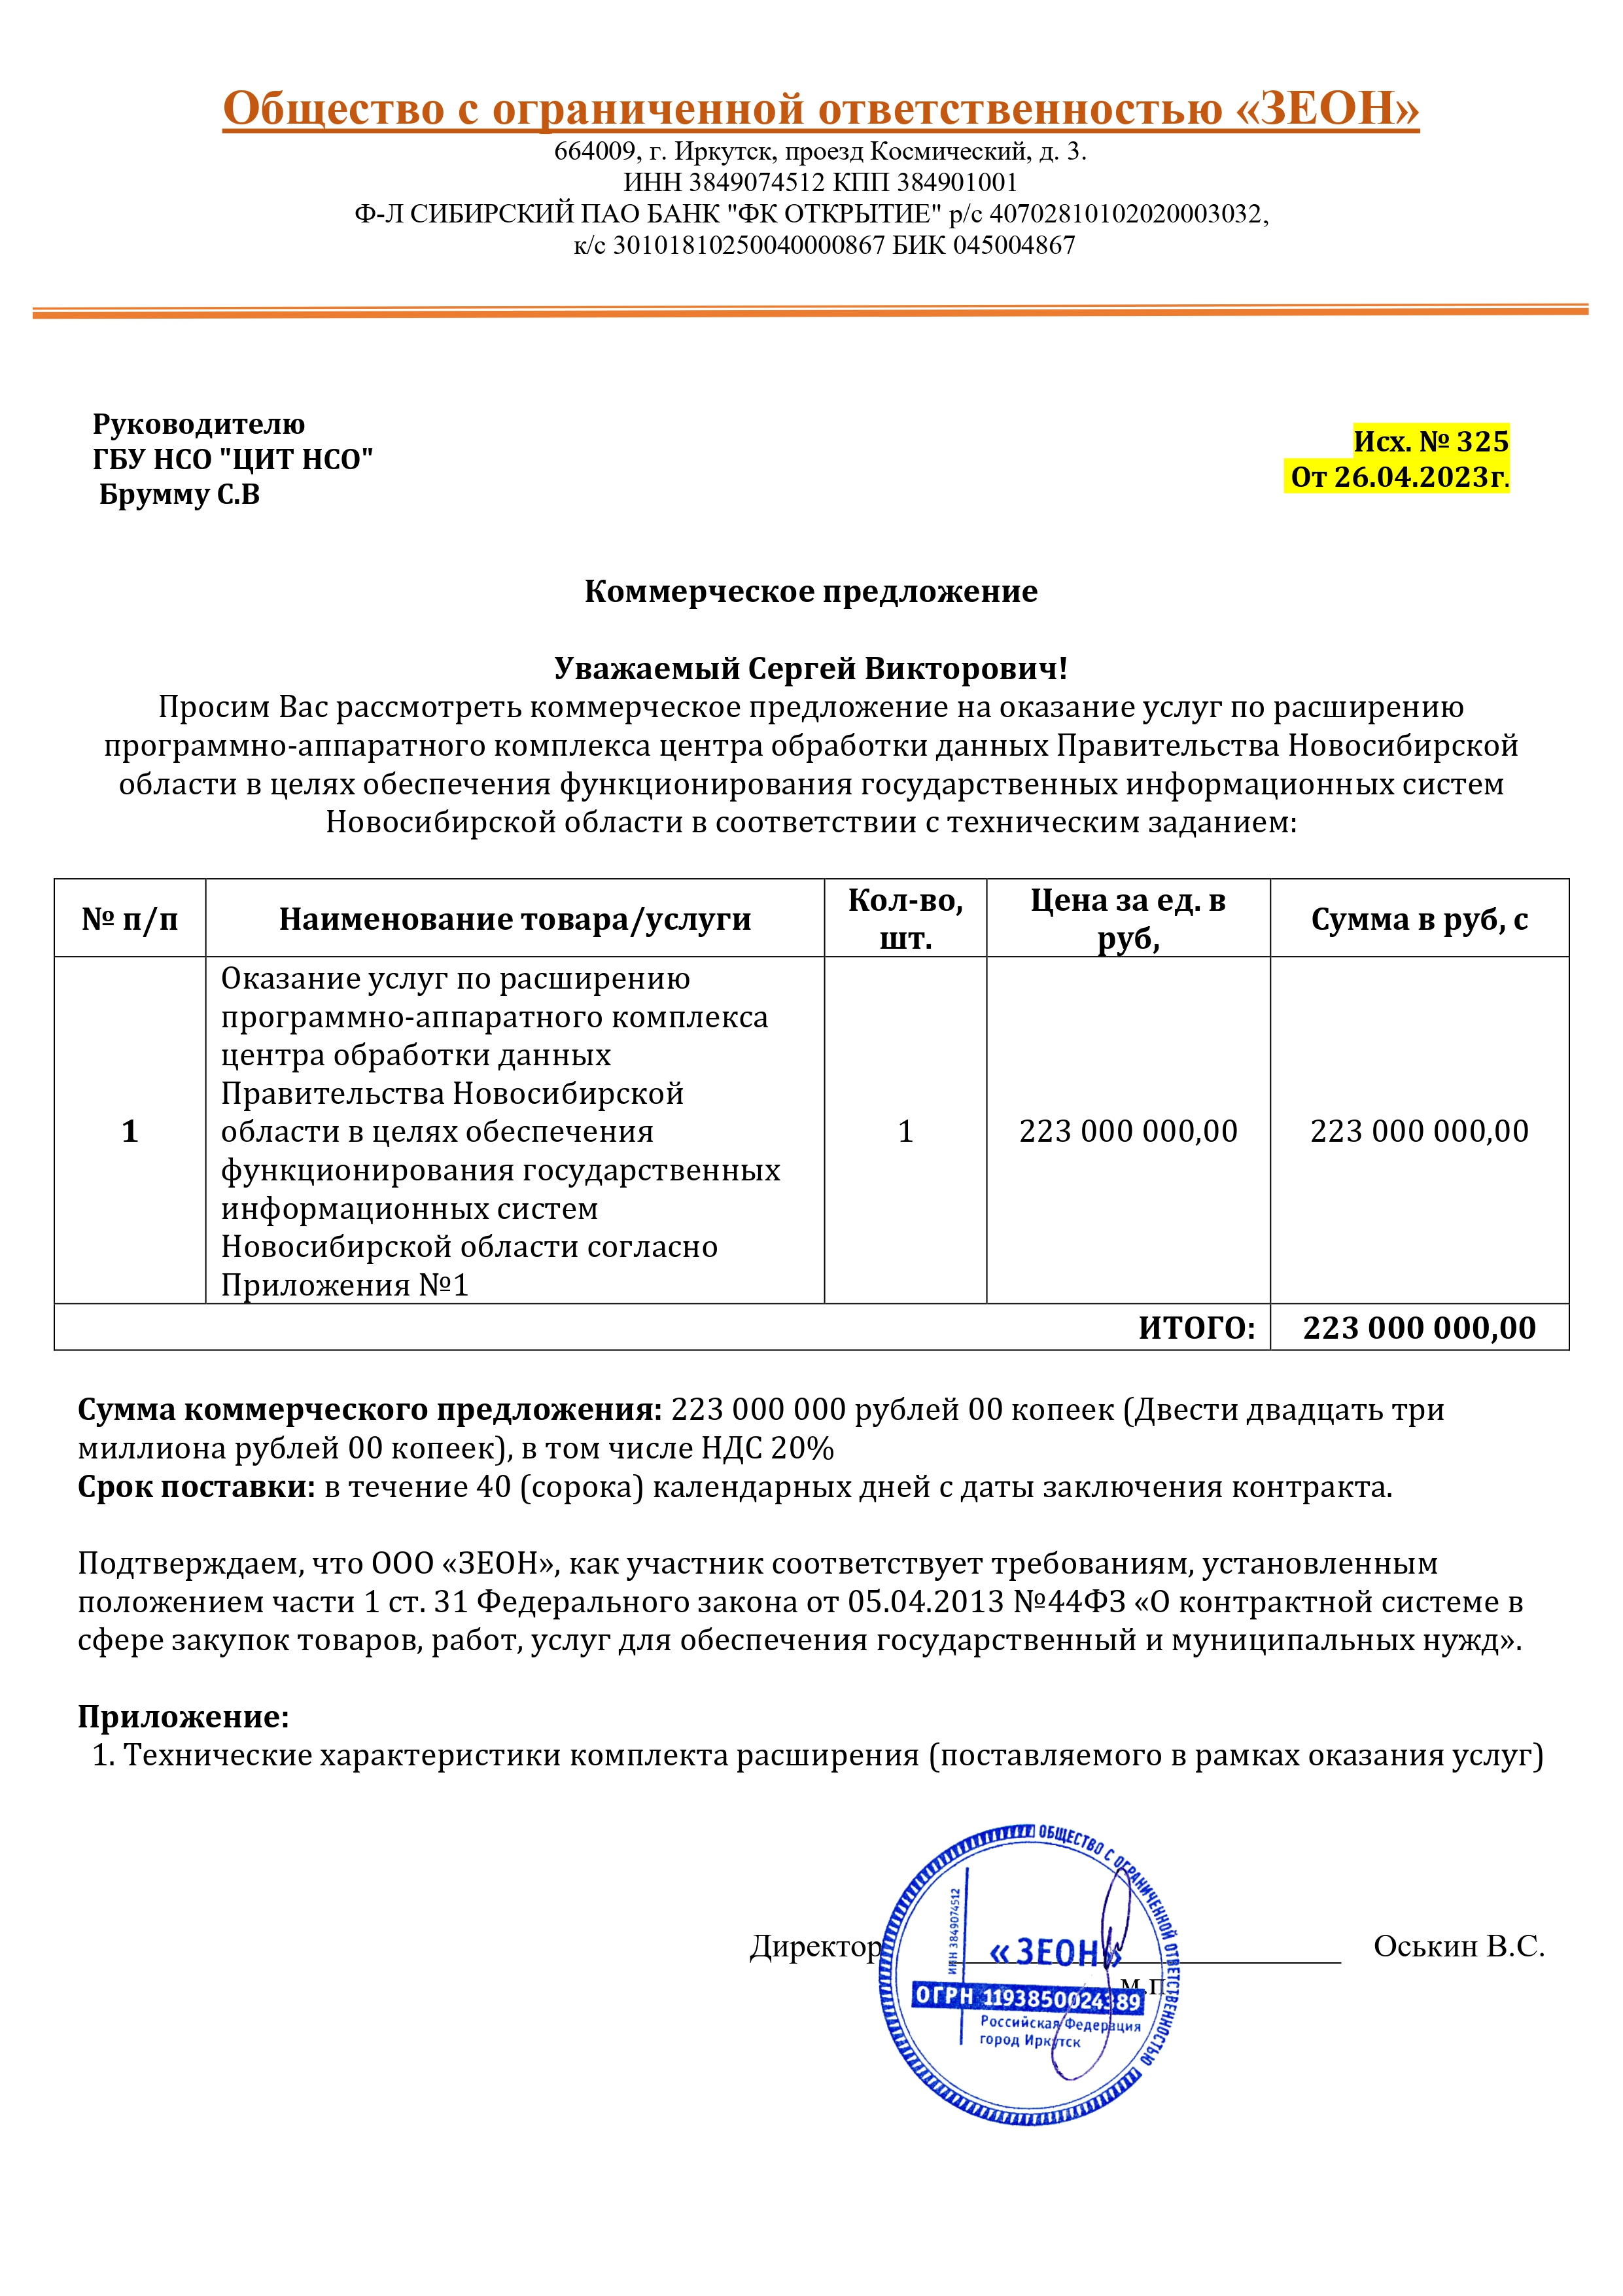 Общество с ограниченной ответственностью «ЗЕОН»
664009, г. Иркутск, проезд Космический, д. 3.
ИНН 3849074512 КПП 384901001
Ф-Л СИБИРСКИЙ ПАО БАНК "ФК ОТКРЫТИЕ" р/с 40702810102020003032,
к/с 30101810250040000867 БИК 045004867
Руководителю
ГБУ НСО "ЦИТ НСО"
Брумму С.В
Исх. № 325
От 26.04.2023г.
Коммерческое предложение
Уважаемый Сергей Викторович!
Просим Вас рассмотреть коммерческое предложение на оказание услуг по расширению
программно-аппаратного комплекса центра обработки данных Правительства Новосибирской
области в целях обеспечения функционирования государственных информационных систем
Новосибирской области в соответствии с техническим заданием:
№ п/п Наименование товара/услуги Кол-во, шт. Цена за ед. в руб, Сумма в руб, с
1
Оказание услуг по расширению
программно-аппаратного комплекса
центра обработки данных
Правительства Новосибирской
области в целях обеспечения
функционирования государственных
информационных систем
Новосибирской области согласно
Приложения №1
1
223 000 000,00
223 000 000,00
ИТОГО: 223 000 000,00
Сумма коммерческого предложения: 223 000 000 рублей 00 копеек (Двести двадцать три
миллиона рублей 00 копеек), в том числе НДС 20%
Срок поставки: в течение 40 (сорока) календарных дней с даты заключения контракта.
Подтверждаем, что ООО «ЗЕОН», как участник соответствует требованиям, установленным
положением части 1 ст. 31 Федерального закона от 05.04.2013 №44ФЗ «О контрактной системе в
сфере закупок товаров, работ, услуг для обеспечения государственный и муниципальных нужд».
Приложение:
1. Технические характеристики комплекта расширения (поставляемого в рамках оказания услуг)
Директор Оськин В.С.
м.п
ОБЩЕСТВО С ОГРАНИЧЕННОЙ ОТВЕТСТВЕННОСТЬЮ
ИНН 3849074512
«ЗЕОН»
ОГРН 1193850024389
Российская Федерация
город Иркутск